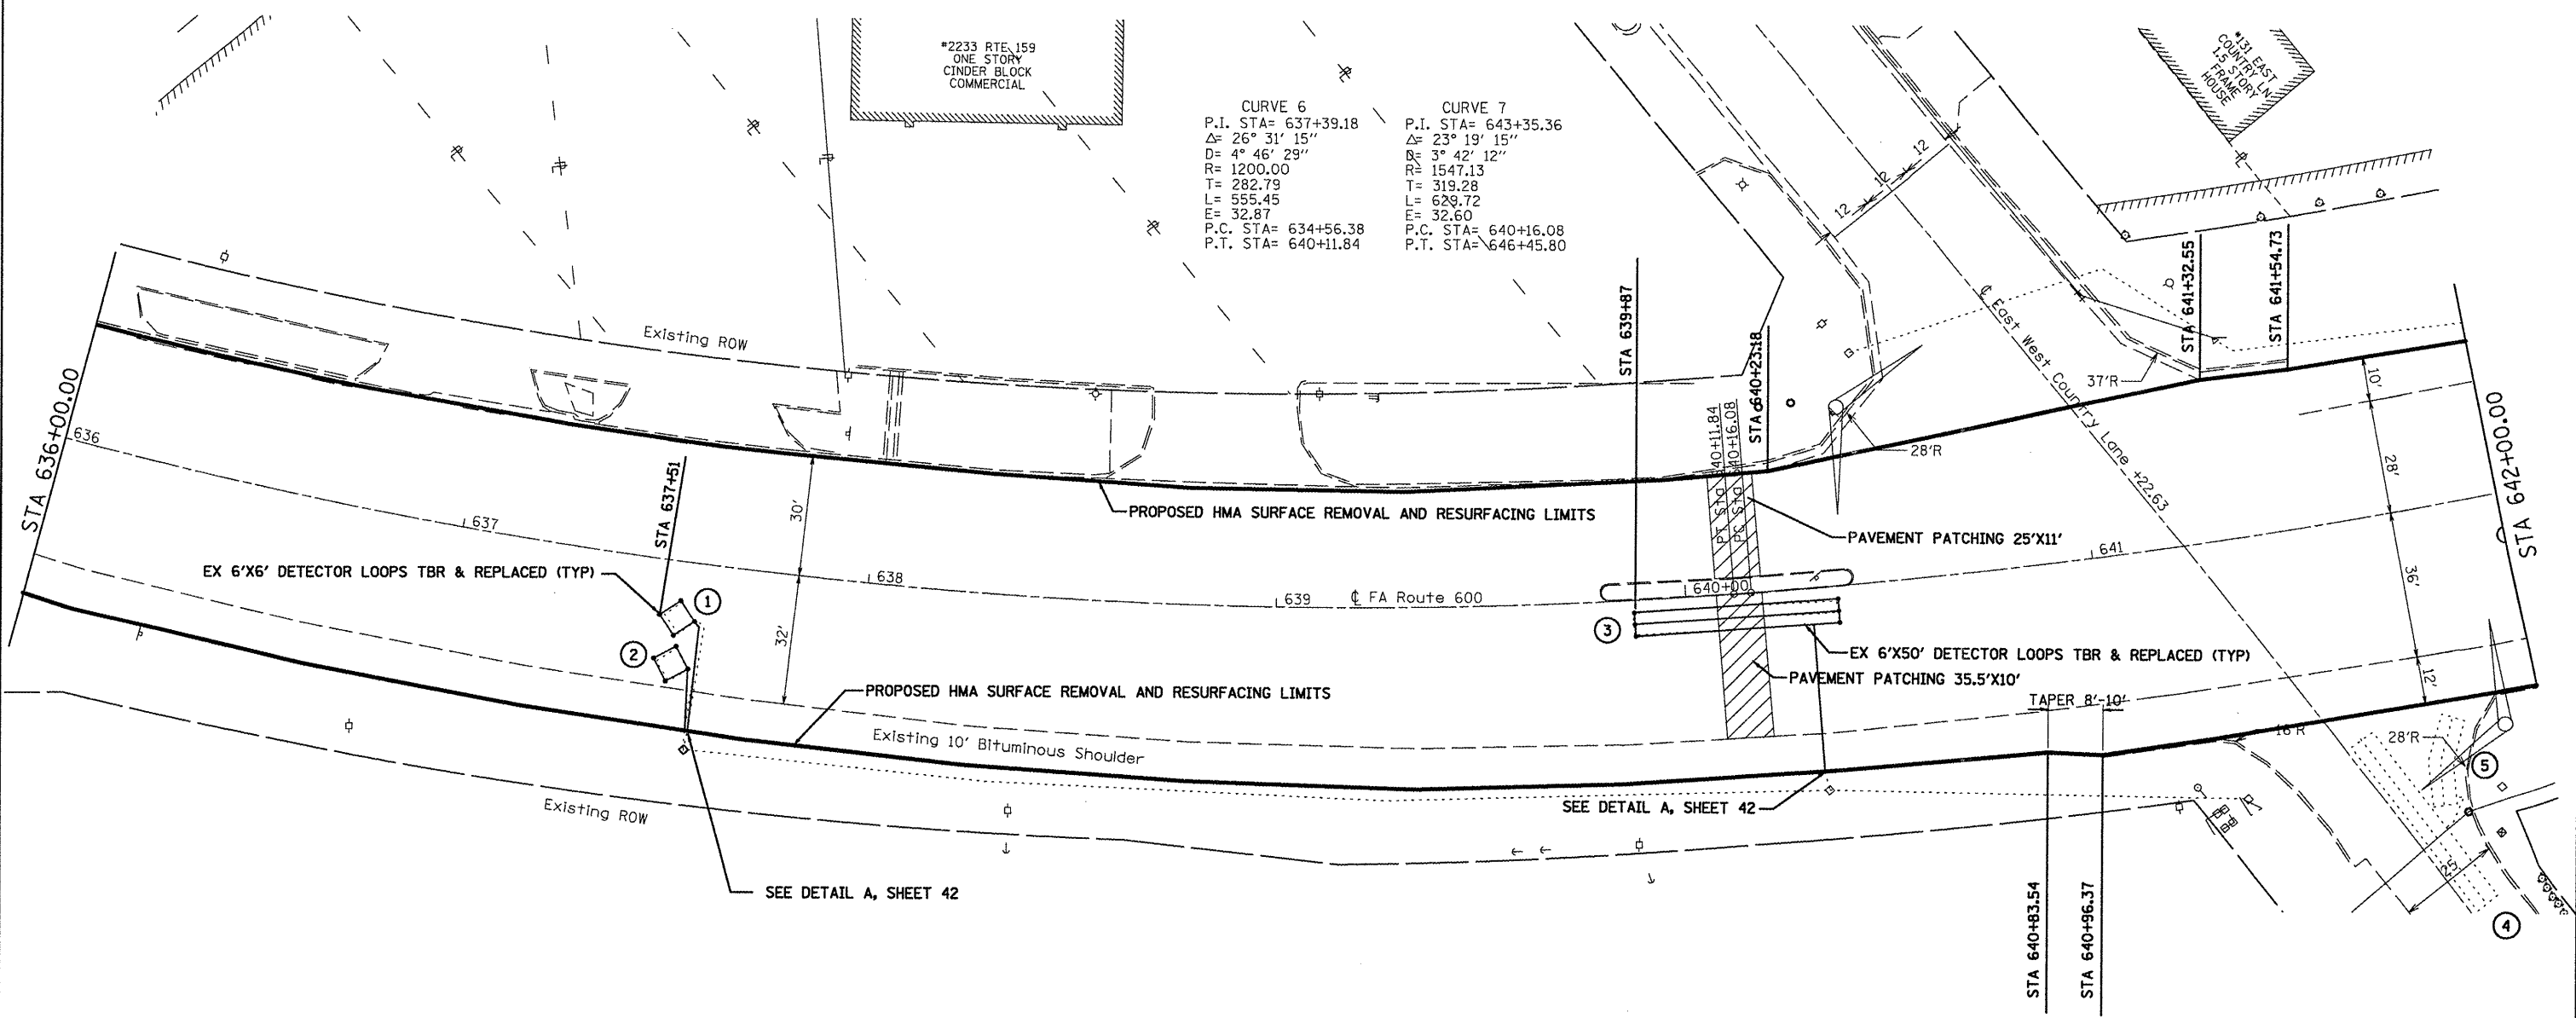 #2233 RTE 159
ONE STORY
CINDER BLOCK
COMMERCIAL
#131 EAST
COUNTRY LN
1.5 STORY
FRAME
HOUSE
CURVE 6
P.I. STA= 637+39.18
Δ= 26° 31' 15"
D= 4° 46' 29"
R= 1200.00
T= 282.79
L= 555.45
E= 32.87
P.C. STA= 634+56.38
P.T. STA= 640+11.84
CURVE 7
P.I. STA= 643+35.36
Δ= 23° 19' 15"
D= 3° 42' 12"
R= 1547.13
T= 319.28
L= 629.72
E= 32.60
P.C. STA= 640+16.08
P.T. STA= 646+45.80
12
12
12
STA 636+00.00
636
637
STA 637+51
Existing ROW
30'
32'
638
639
℄ FA Route 600
640+00
641
STA 639+87
STA 640+23.18
P.T. STA 640+11.84
P.C. STA 640+16.08
℄ East West Country Lane +22.63
STA 641+32.55
STA 641+54.73
37'R
28'R
10'
28'
36'
12'
STA 642+00.00
PROPOSED HMA SURFACE REMOVAL AND RESURFACING LIMITS
PAVEMENT PATCHING 25'X11'
EX 6'X6' DETECTOR LOOPS TBR & REPLACED (TYP)
1
2
3
EX 6'X50' DETECTOR LOOPS TBR & REPLACED (TYP)
PAVEMENT PATCHING 35.5'X10'
PROPOSED HMA SURFACE REMOVAL AND RESURFACING LIMITS
TAPER 8'-10'
Existing 10' Bituminous Shoulder
16'R
28'R
5
Existing ROW
SEE DETAIL A, SHEET 42
SEE DETAIL A, SHEET 42
25'
4
STA 640+83.54
STA 640+96.37